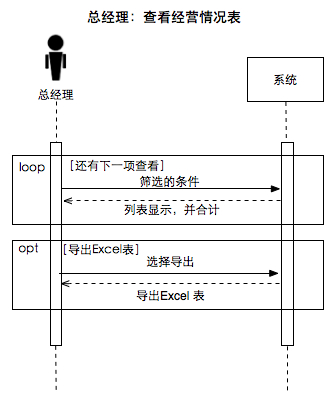 总经理：查看经营情况表
总经理
系统
loop
[还有下一项查看]
筛选的条件
列表显示，并合计
opt
[导出Excel表]
选择导出
导出Excel 表